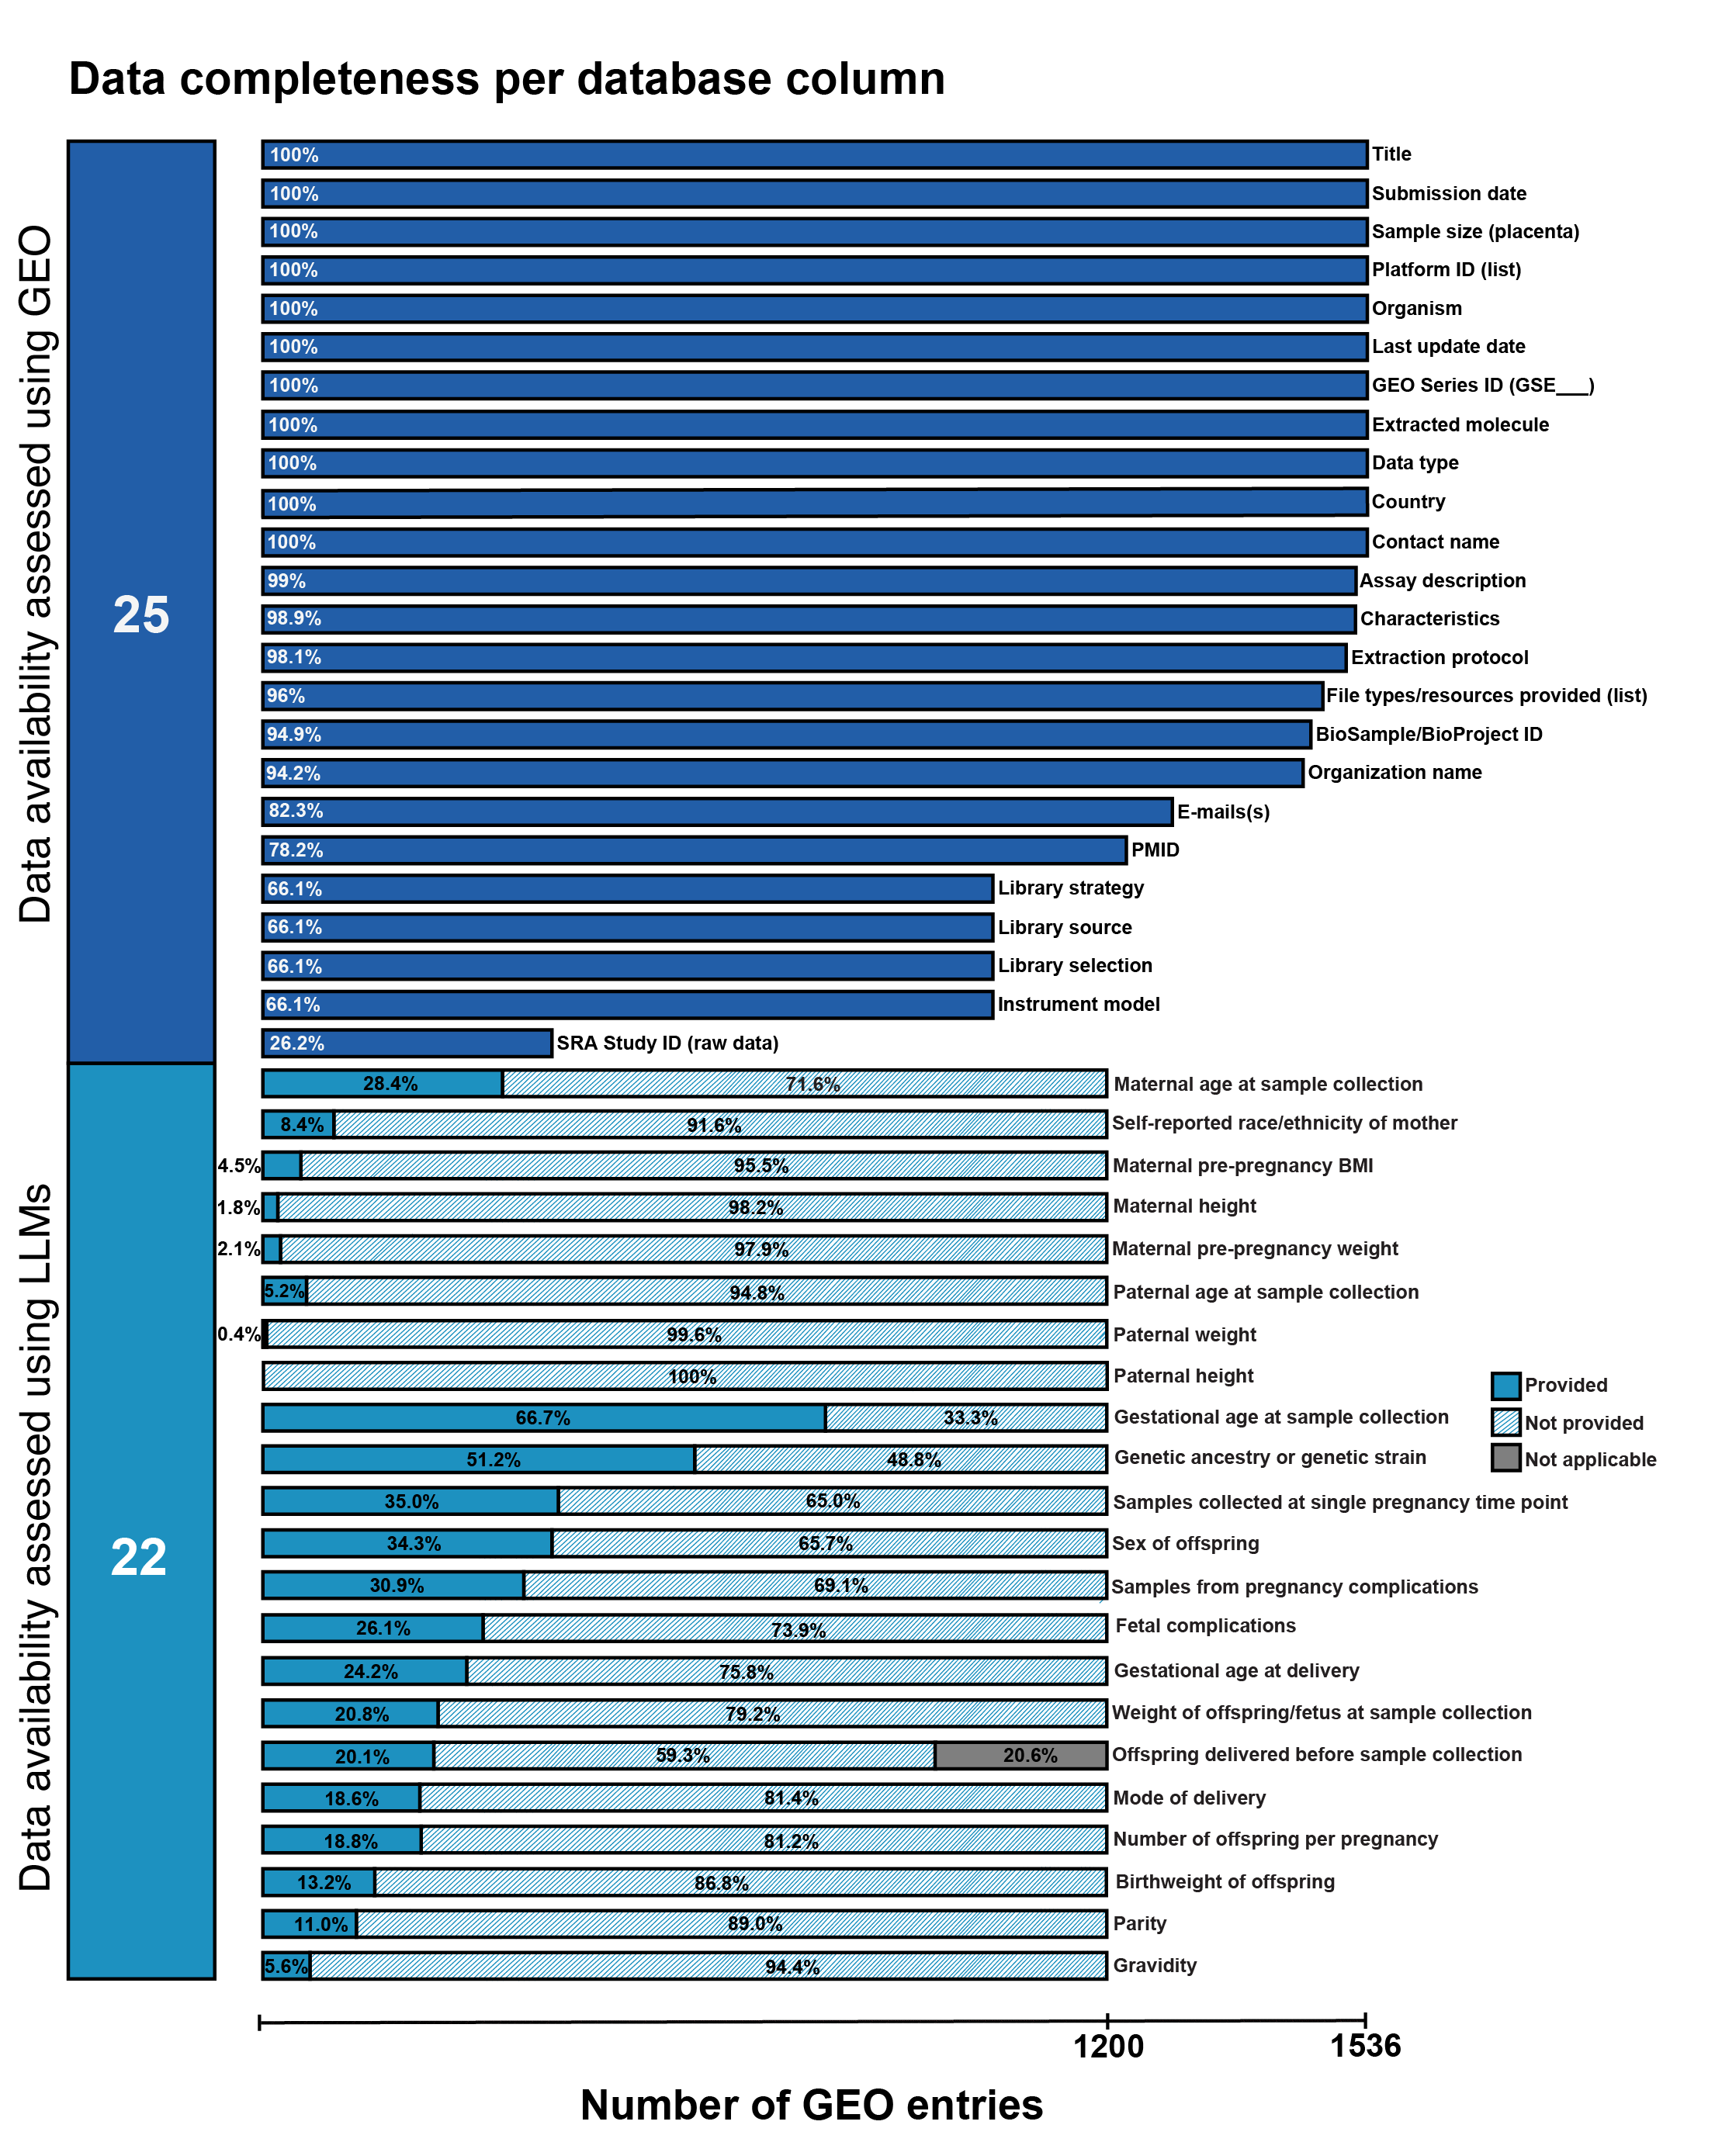 Data completeness per database column
Data availability assessed using GEO
25
100% Title
100% Submission date
100% Sample size (placenta)
100% Platform ID (list)
100% Organism
100% Last update date
100% GEO Series ID (GSE___)
100% Extracted molecule
100% Data type
100% Country
100% Contact name
99% Assay description
98.9% Characteristics
98.1% Extraction protocol
96% File types/resources provided (list)
94.9% BioSample/BioProject ID
94.2% Organization name
82.3% E-mails(s)
78.2% PMID
66.1% Library strategy
66.1% Library source
66.1% Library selection
66.1% Instrument model
26.2% SRA Study ID (raw data)
Data availability assessed using LLMs
22
28.4% 71.6% Maternal age at sample collection
8.4% 91.6% Self-reported race/ethnicity of mother
4.5% 95.5% Maternal pre-pregnancy BMI
1.8% 98.2% Maternal height
2.1% 97.9% Maternal pre-pregnancy weight
5.2% 94.8% Paternal age at sample collection
0.4% 99.6% Paternal weight
100% Paternal height
66.7% 33.3% Gestational age at sample collection
51.2% 48.8% Genetic ancestry or genetic strain
35.0% 65.0% Samples collected at single pregnancy time point
34.3% 65.7% Sex of offspring
30.9% 69.1% Samples from pregnancy complications
26.1% 73.9% Fetal complications
24.2% 75.8% Gestational age at delivery
20.8% 79.2% Weight of offspring/fetus at sample collection
20.1% 59.3% 20.6% Offspring delivered before sample collection
18.6% 81.4% Mode of delivery
18.8% 81.2% Number of offspring per pregnancy
13.2% 86.8% Birthweight of offspring
11.0% 89.0% Parity
5.6% 94.4% Gravidity
Provided
Not provided
Not applicable
1200 1536
Number of GEO entries